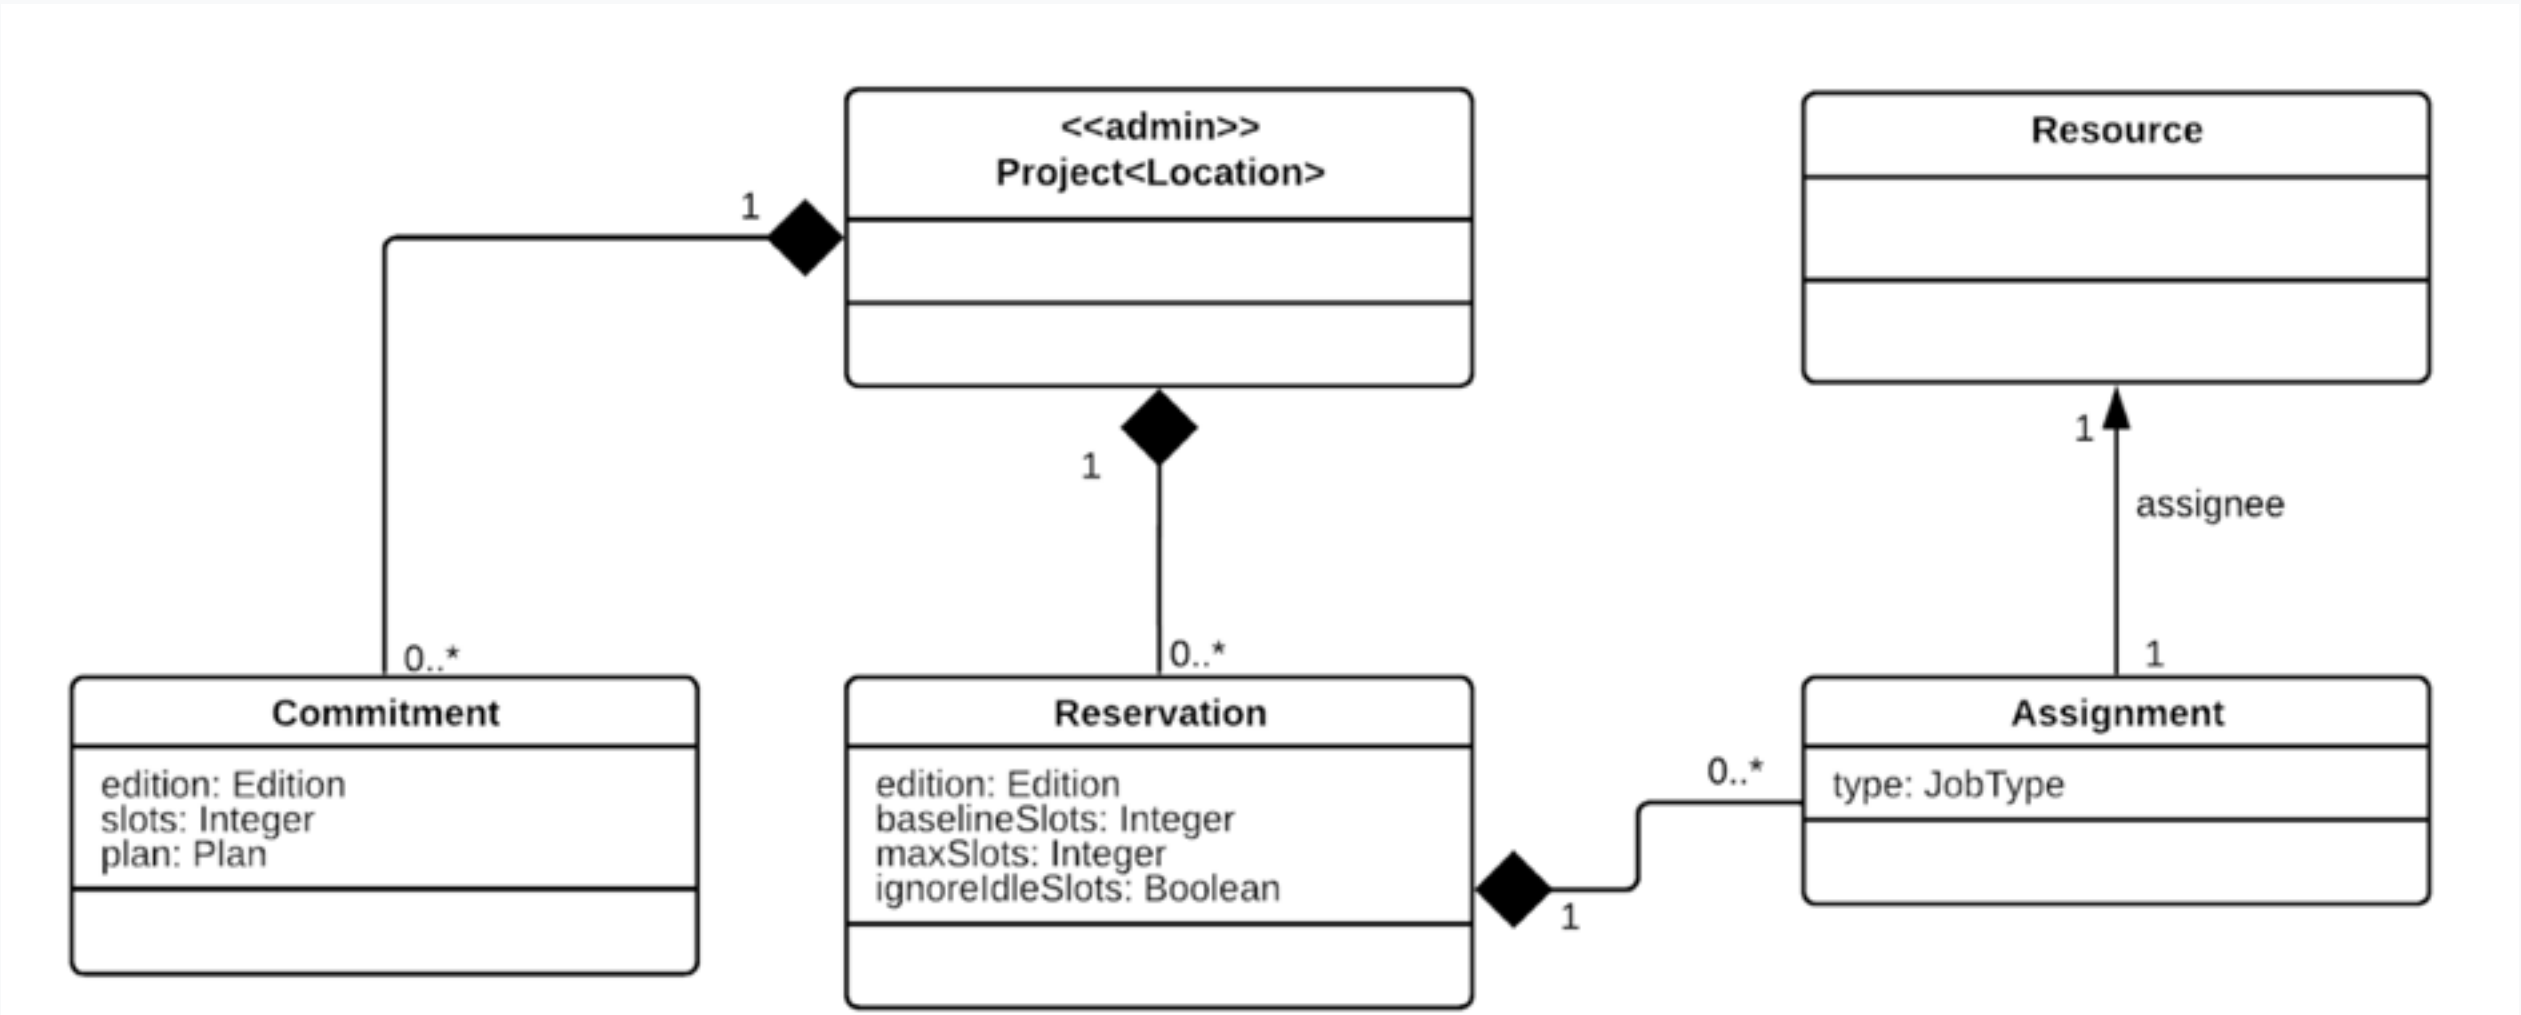 <<admin>>
Project<Location>
Resource
1
1
1
assignee
0..*
0..*
1
Commitment
edition: Edition
slots: Integer
plan: Plan
Reservation
edition: Edition
baselineSlots: Integer
maxSlots: Integer
ignoreIdleSlots: Boolean
1
0..*
Assignment
type: JobType